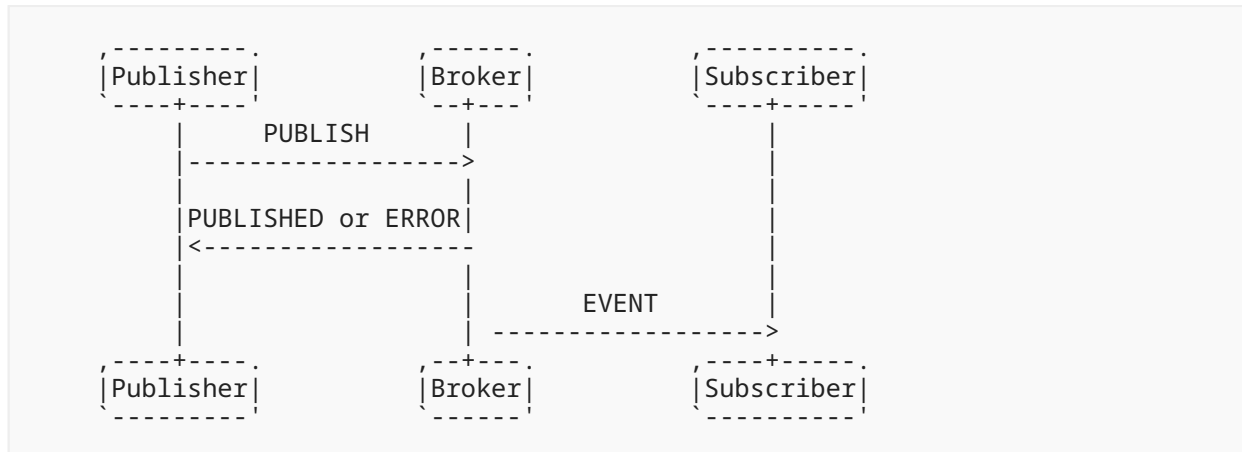 Publisher Broker Subscriber
PUBLISH
PUBLISHED or ERROR
EVENT
Publisher Broker Subscriber